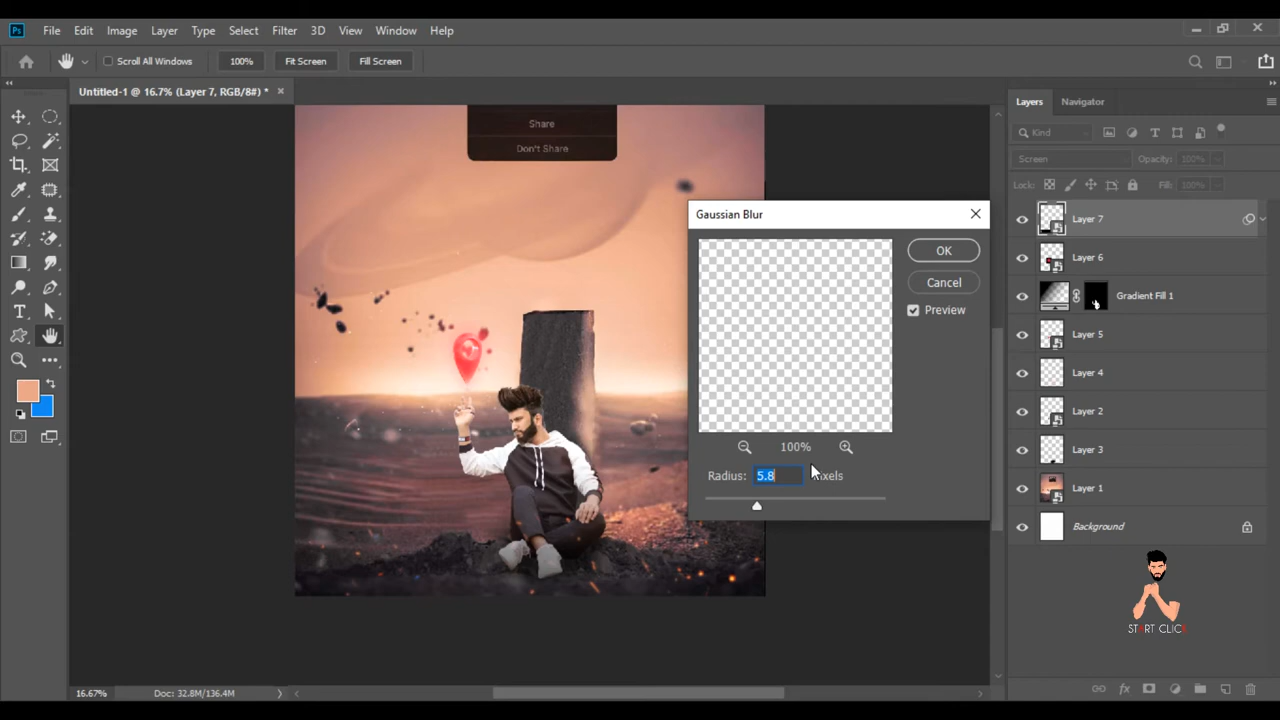 Ps File Edit Image Layer Type Select Filter 3D View Window Help
Scroll All Windows 100% Fit Screen Fill Screen
Untitled-1 @ 16.7% (Layer 7, RGB/8#) *
Share
Don't Share
Gaussian Blur
OK
Cancel
Preview
100%
Radius: 5.8
Layers Navigator
Kind
Screen Opacity: 100%
Lock: Fill: 100%
Layer 7
Layer 6
Gradient Fill 1
Layer 5
Layer 4
Layer 2
Layer 3
Layer 1
Background
START CLICK
16.67% Doc: 32.8M/136.4M